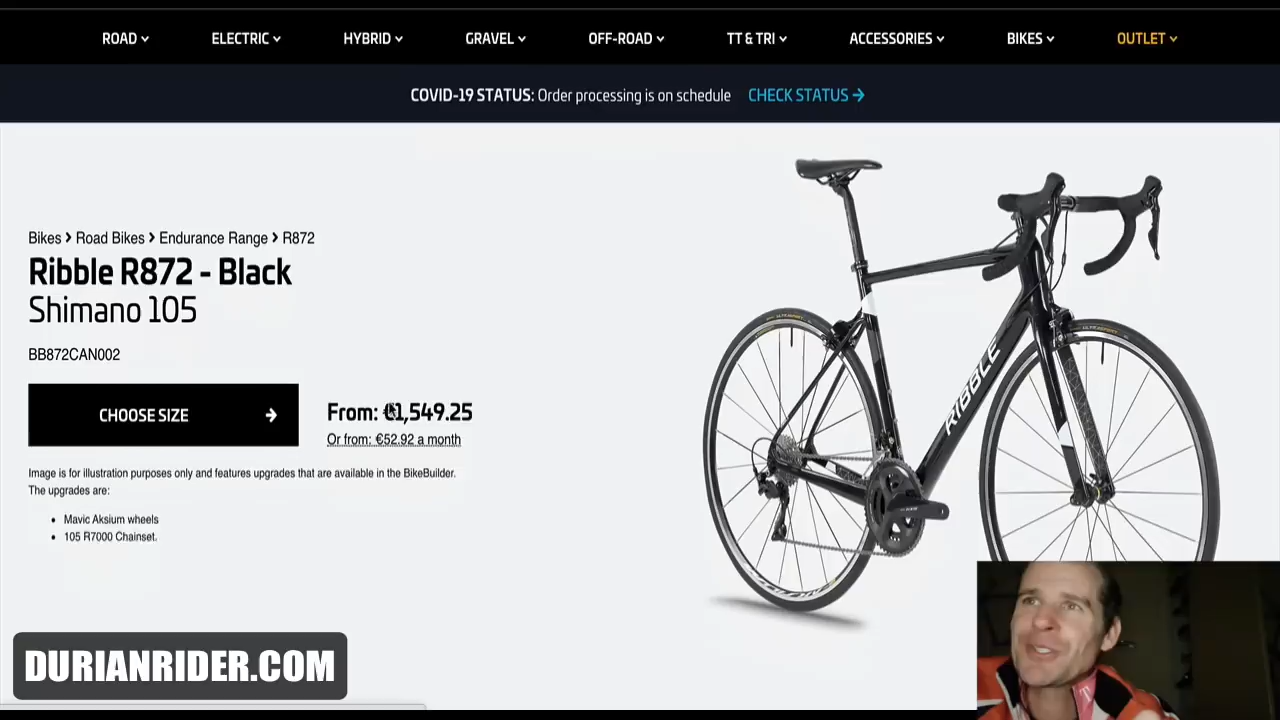 ROAD ELECTRIC HYBRID GRAVEL OFF-ROAD TT & TRI ACCESSORIES BIKES OUTLET
COVID-19 STATUS: Order processing is on schedule CHECK STATUS →
Bikes > Road Bikes > Endurance Range > R872
Ribble R872 - Black
Shimano 105
BB872CAN002
CHOOSE SIZE →
From: €1,549.25
Or from: €52.92 a month
Image is for illustration purposes only and features upgrades that are available in the BikeBuilder.
The upgrades are:
• Mavic Aksium wheels
• 105 R7000 Chainset.
RIBBLE
DURIANRIDER.COM